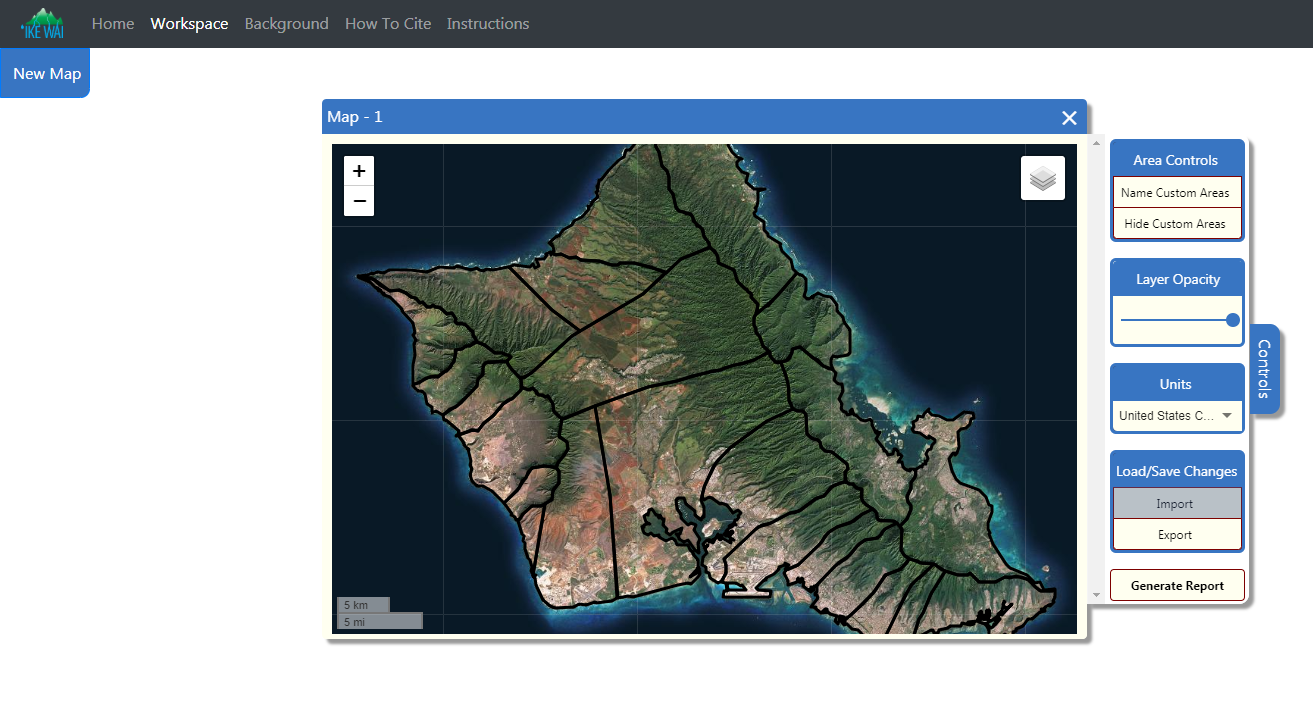 'IKE WAI
Home
Workspace
Background
How To Cite
Instructions
New Map
Map - 1
+
−
5 km
5 mi
Area Controls
Name Custom Areas
Hide Custom Areas
Layer Opacity
Units
United States C...
Load/Save Changes
Import
Export
Generate Report
Controls